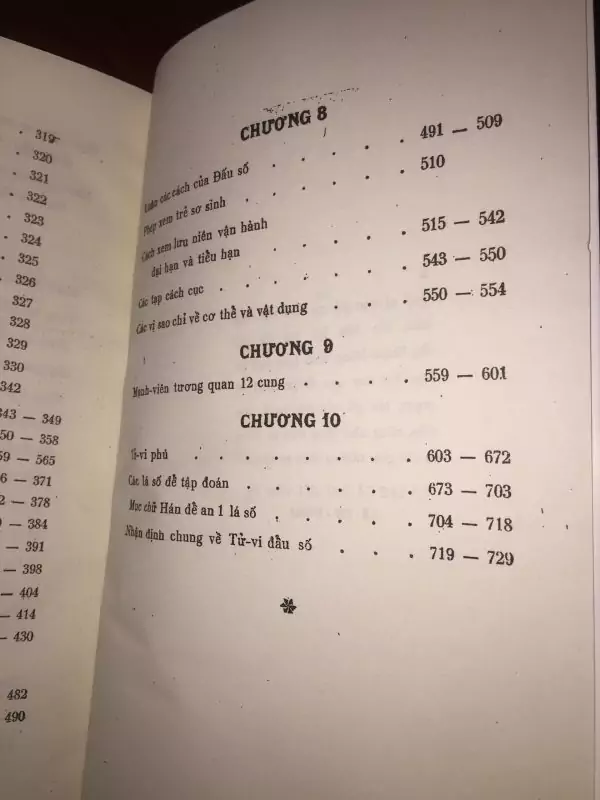 319
320
321
322
323
324
325
326
327
328
329
330
342
343 — 349
50 — 358
59 — 565
6 — 371
2 — 378
— 384
— 391
— 398
— 404
— 414
— 430
482
490
CHƯƠNG 8
các cách của Đấu số . . . . 491 — 509
Phép xem trẻ sơ sinh . . . . . 510
Cách xem lưu niên vận hành
đại hạn và tiểu hạn . . . . 515 — 542
Các tạp cách cục . . . . . 543 — 550
Các vị sao chỉ về cơ thể và vật dụng . . . 550 — 554
CHƯƠNG 9
Mệnh-viên tương quan 12 cung . . . . 559 — 601
CHƯƠNG 10
Tử-vi phú . . . . . . . 603 — 672
Các lá số để tập đoán . . . . . . 673 — 703
Mục chữ Hán để an 1 lá số . . . . . 704 — 718
Nhận định chung về Tử-vi đầu số . . . 719 — 729